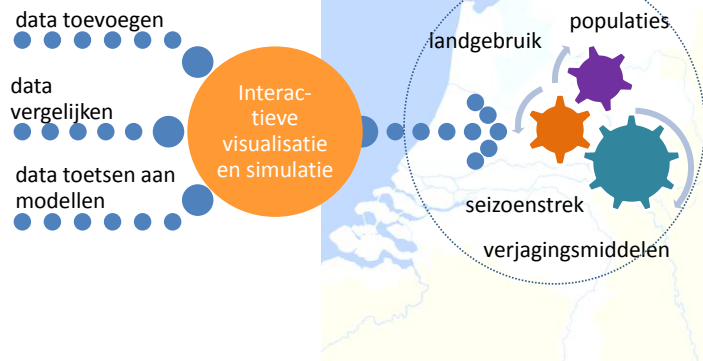 data toevoegen
data
vergelijken
data toetsen aan
modellen
Interac-
tieve
visualisatie
en simulatie
populaties
landgebruik
seizoenstrek
verjagingsmiddelen